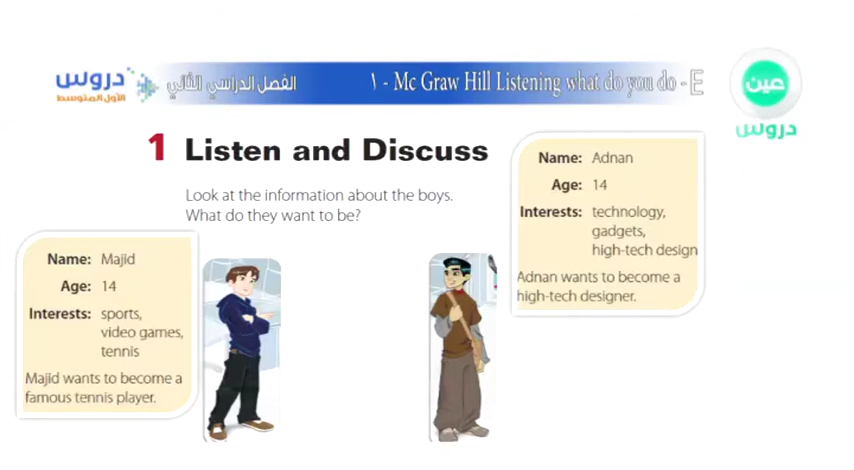 دروس
الأول المتوسط
الفصل الدراسي الثاني
١ - Mc Graw Hill Listening what do you do - E
عين
دروس
1 Listen and Discuss
Look at the information about the boys.
What do they want to be?
Name: Majid
Age: 14
Interests: sports,
video games,
tennis
Majid wants to become a
famous tennis player.
Name: Adnan
Age: 14
Interests: technology,
gadgets,
high-tech design
Adnan wants to become a
high-tech designer.